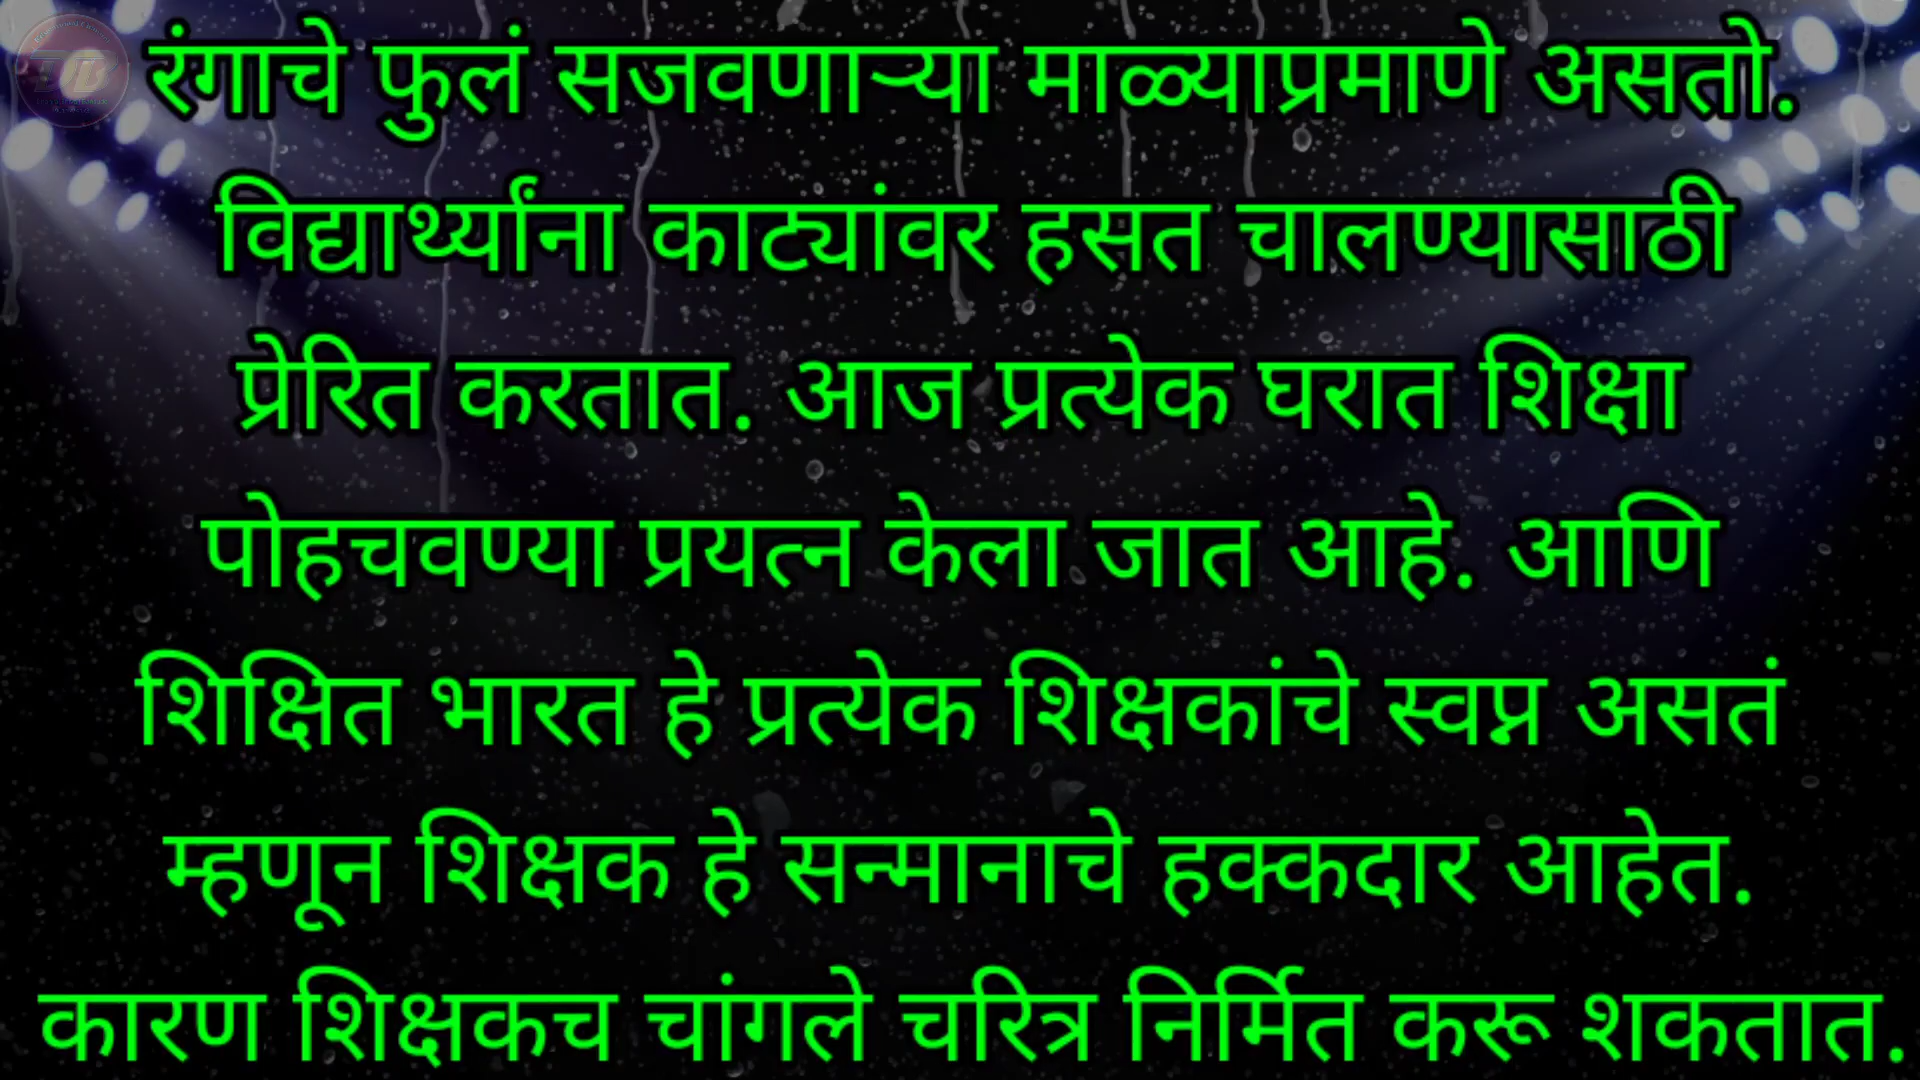 रंगाचे फुलं सजवणाऱ्या माळ्याप्रमाणे असतो.
विद्यार्थ्यांना काट्यांवर हसत चालण्यासाठी
प्रेरित करतात. आज प्रत्येक घरात शिक्षा
पोहचवण्या प्रयत्न केला जात आहे. आणि
शिक्षित भारत हे प्रत्येक शिक्षकांचे स्वप्न असतं
म्हणून शिक्षक हे सन्मानाचे हक्कदार आहेत.
कारण शिक्षकच चांगले चरित्र निर्मित करू शकतात.